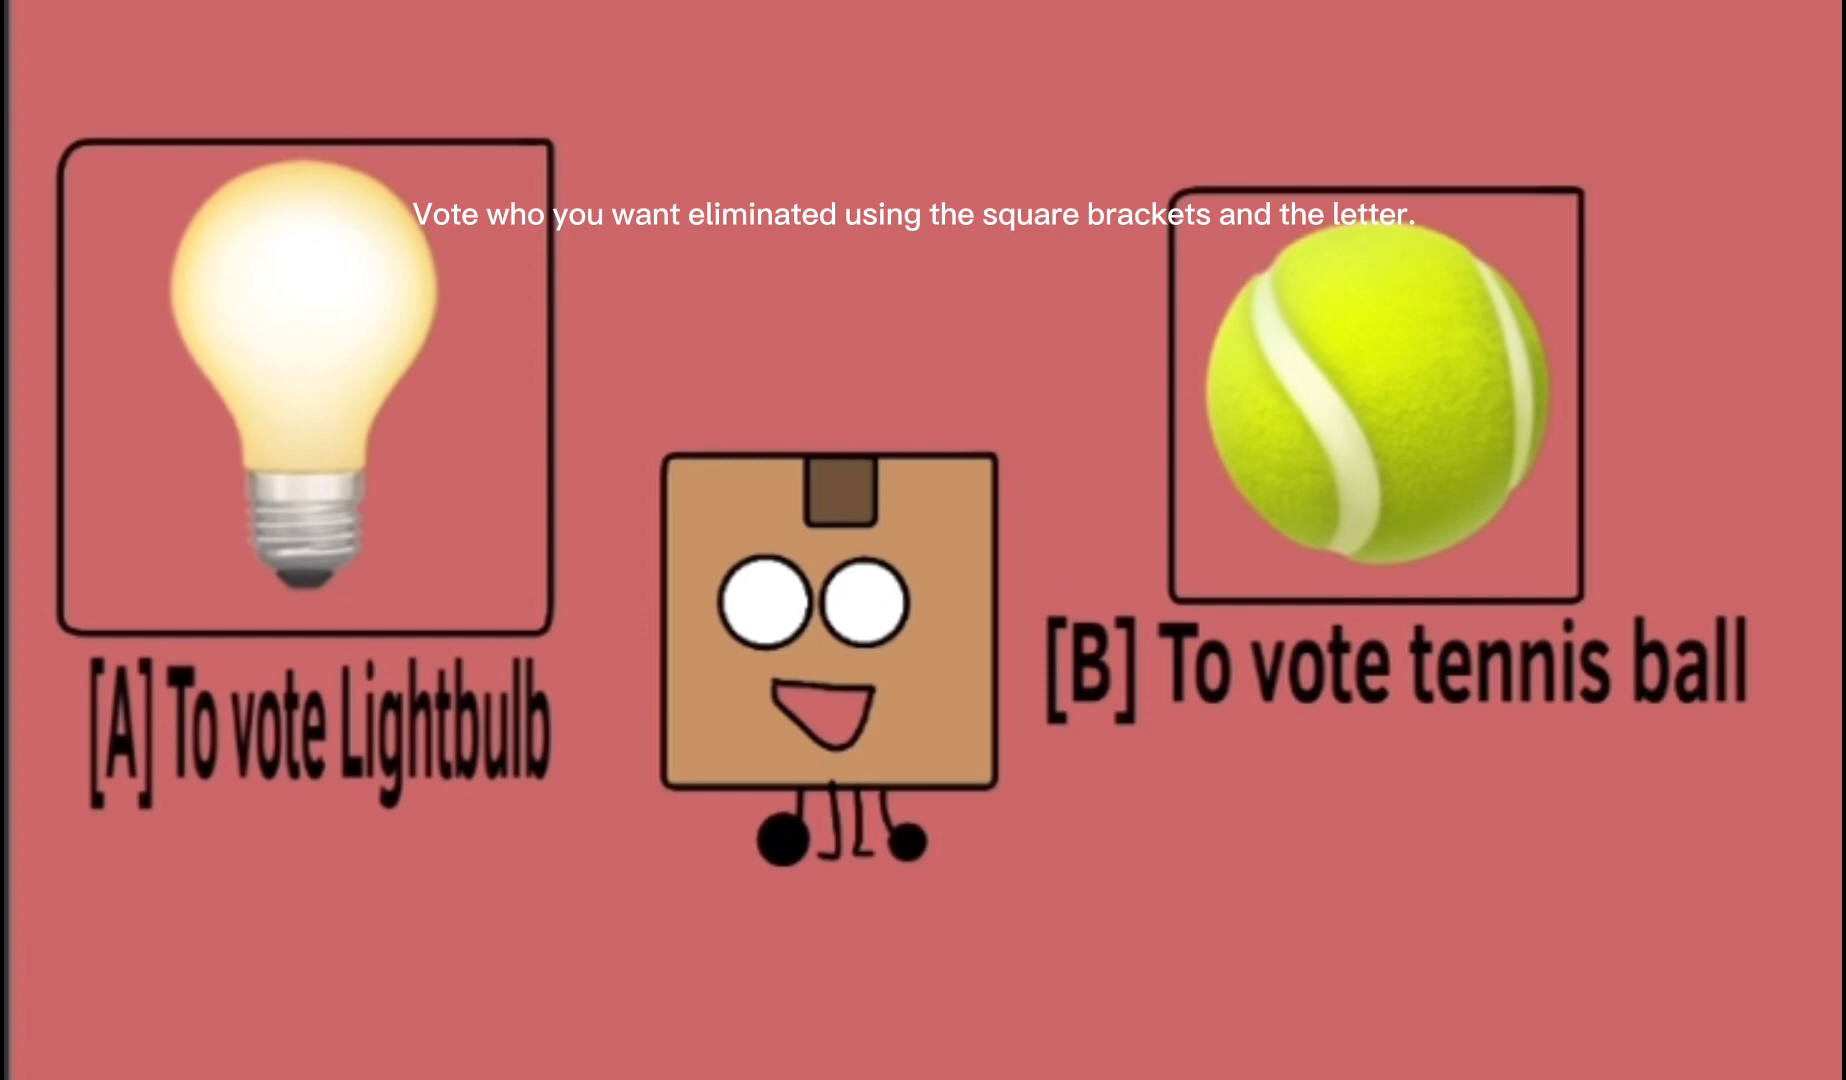 Vote who you want eliminated using the square brackets and the letter.
[A] To vote Lightbulb
[B] To vote tennis ball